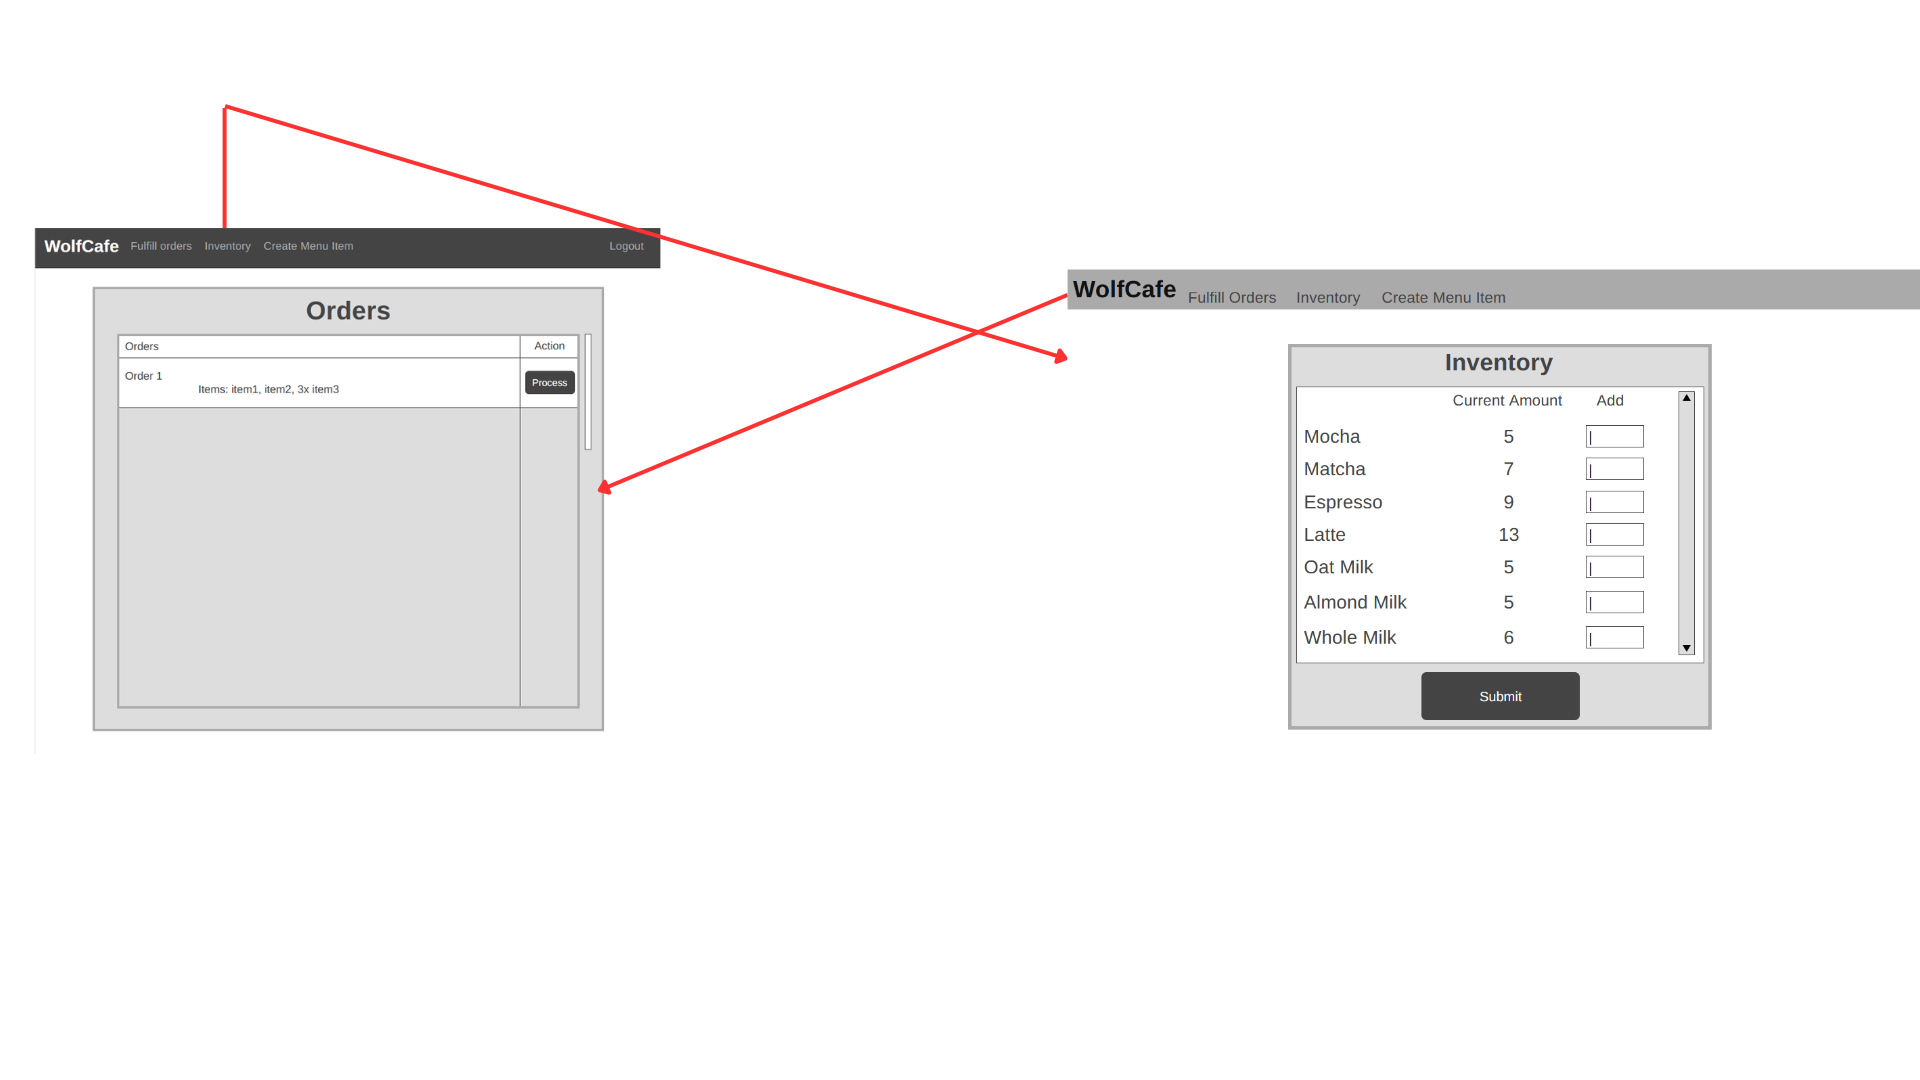 WolfCafe Fulfill orders Inventory Create Menu Item Logout
Orders
Orders Action
Order 1
Items: item1, item2, 3x item3
Process
WolfCafe Fulfill Orders Inventory Create Menu Item
Inventory
Current Amount Add
Mocha 5
Matcha 7
Espresso 9
Latte 13
Oat Milk 5
Almond Milk 5
Whole Milk 6
Submit